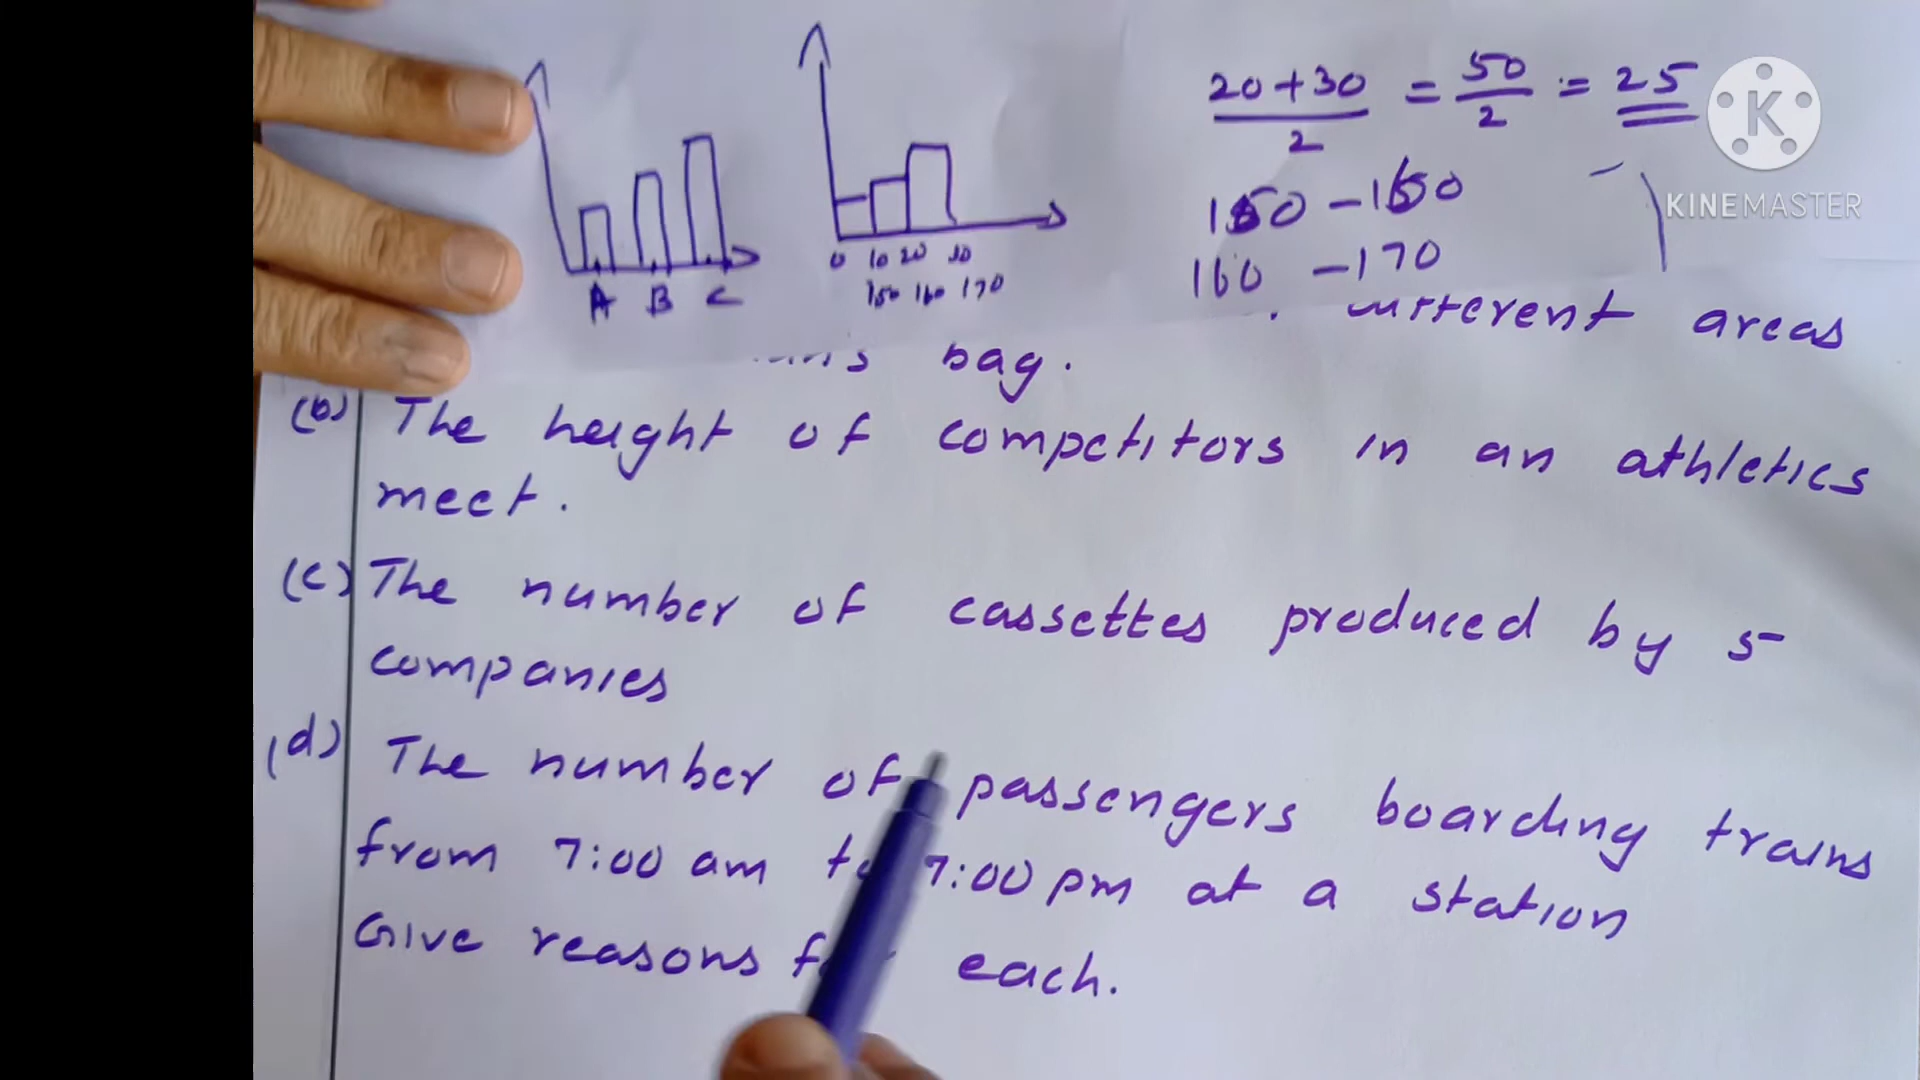 20+30 = 50 = 25
2 2
150 - 160
160 - 170
KINEMASTER
K
A B C
0 10 20 30
150 160 170
different areas
bag.
(b) The height of competitors in an athletics
meet.
(c) The number of cassettes produced by 5
companies
(d) The number of passengers boarding trains
from 7:00 am to 7:00 pm at a station
Give reasons for each.